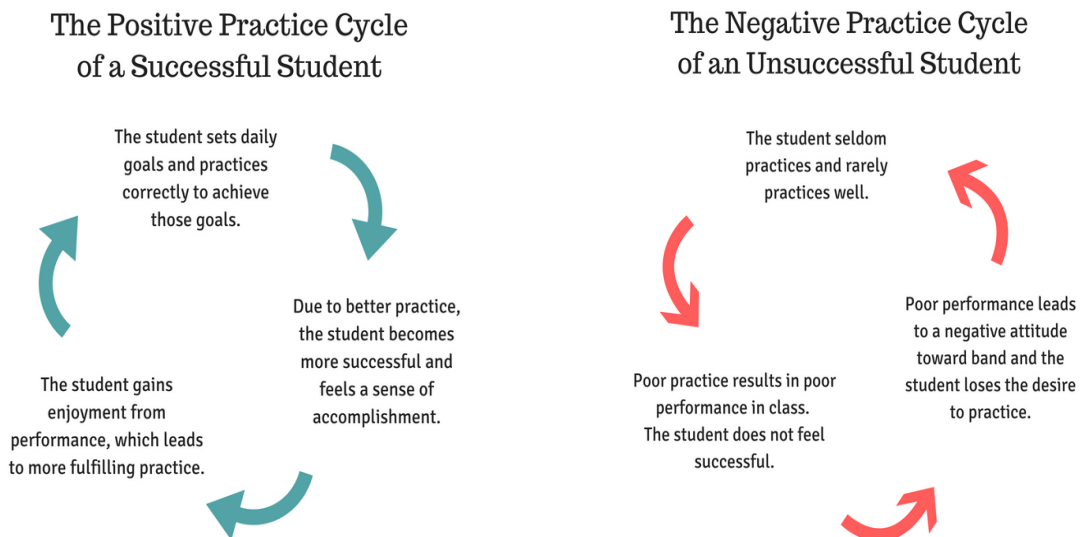 The Positive Practice Cycle
of a Successful Student
The student sets daily
goals and practices
correctly to achieve
those goals.
Due to better practice,
the student becomes
more successful and
feels a sense of
accomplishment.
The student gains
enjoyment from
performance, which leads
to more fulfilling practice.
The Negative Practice Cycle
of an Unsuccessful Student
The student seldom
practices and rarely
practices well.
Poor practice results in poor
performance in class.
The student does not feel
successful.
Poor performance leads
to a negative attitude
toward band and the
student loses the desire
to practice.